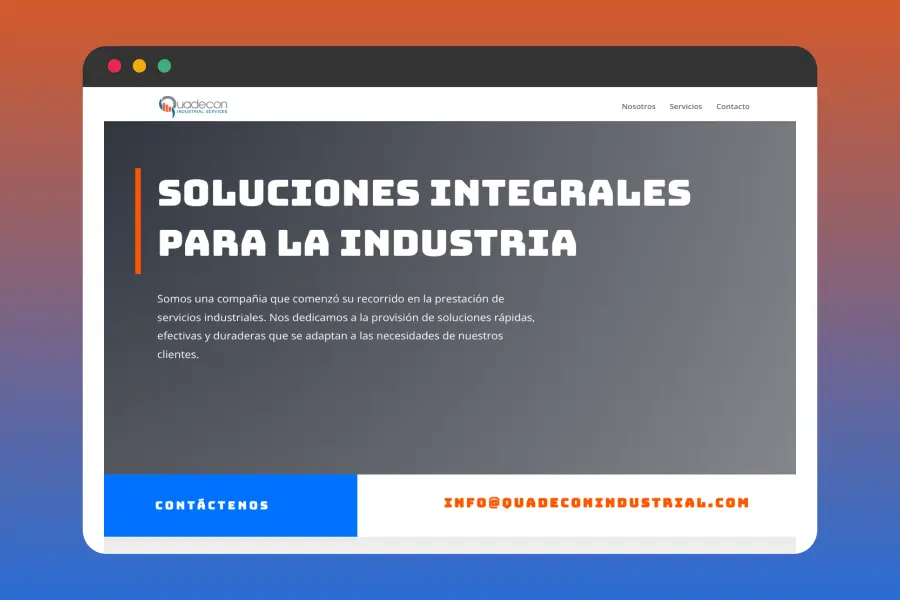 Quadecon
INDUSTRIAL SERVICES
Nosotros Servicios Contacto
SOLUCIONES INTEGRALES
PARA LA INDUSTRIA
Somos una compañia que comenzó su recorrido en la prestación de
servicios industriales. Nos dedicamos a la provisión de soluciones rápidas,
efectivas y duraderas que se adaptan a las necesidades de nuestros
clientes.
CONTÁCTENOS
INFO@QUADECONINDUSTRIAL.COM